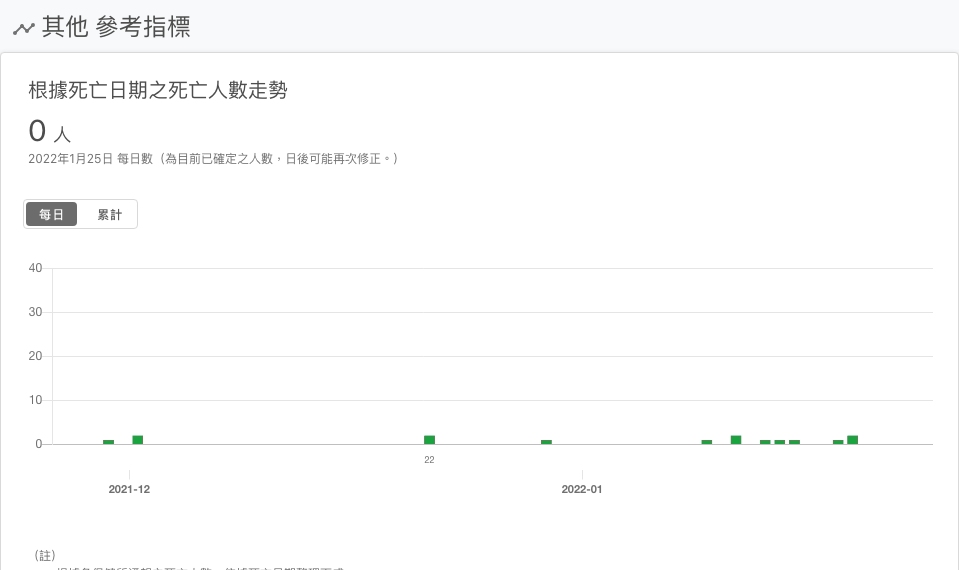 其他 參考指標
根據死亡日期之死亡人數走勢
0 人
2022年1月25日 每日數（為目前已確定之人數，日後可能再次修正。）
每日 累計
40
30
20
10
0
22
2021-12 2022-01
（註）